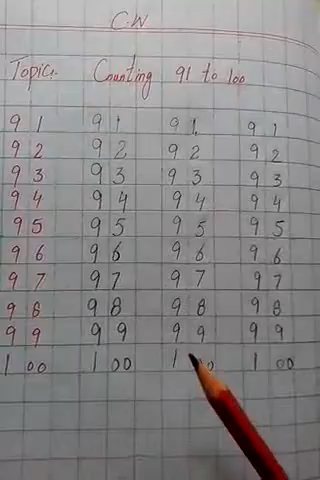 C.W
Topic. Counting 91 to 100
91 91 91 91
92 92 92 92
93 93 93 93
94 94 94 94
95 95 95 95
96 96 96 96
97 97 97 97
98 98 98 98
99 99 99 99
100 100 100 100